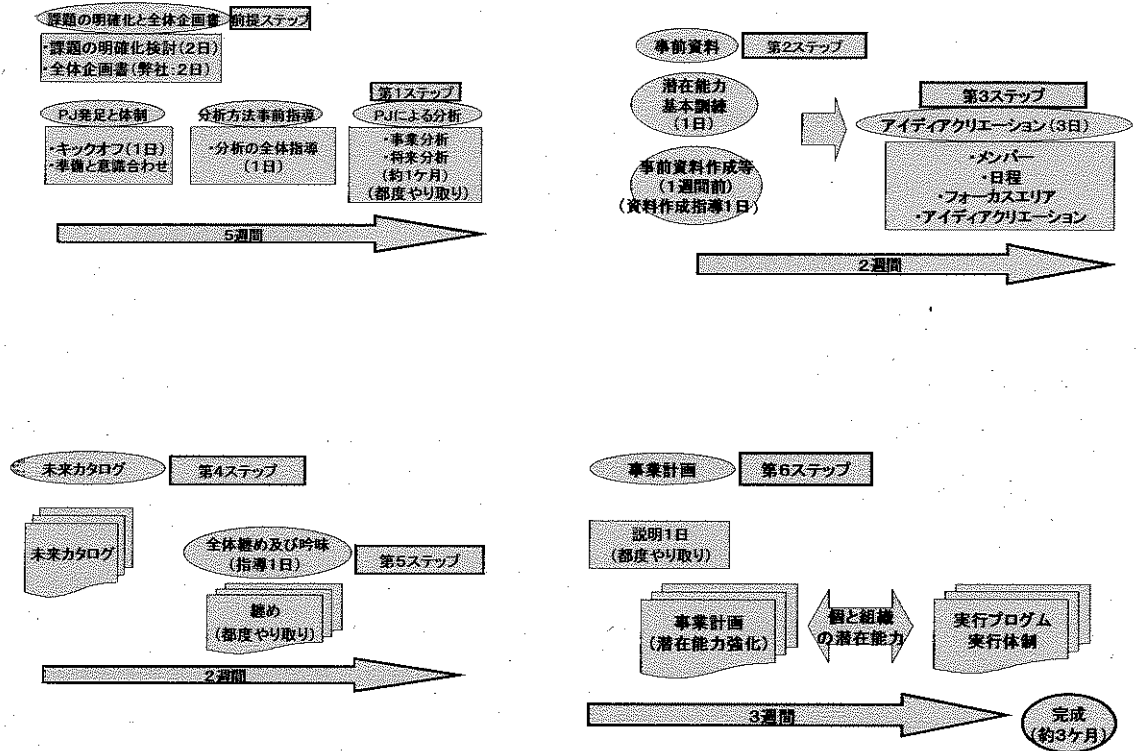 課題の明確化と全体企画書
前提ステップ
・課題の明確化検討(2日)
・全体企画書(弊社:2日)
第1ステップ
PJ発足と体制
分析方法事前指導
PJによる分析
・キックオフ(1日)
・準備と意識合わせ
・分析の全体指導
(1日)
・事業分析
・将来分析
(約1ケ月)
(都度やり取り)
5週間
事前資料
第2ステップ
潜在能力
基本訓練
(1日)
事前資料作成等
(1週間前)
(資料作成指導1日)
第3ステップ
アイディアクリエーション(3日)
・メンバー
・日程
・フォーカスエリア
・アイディアクリエーション
2週間
未来カタログ
第4ステップ
未来カタログ
全体纏め及び吟味
(指導1日)
第5ステップ
纏め
(都度やり取り)
2週間
事業計画
第6ステップ
説明1日
(都度やり取り)
事業計画
(潜在能力強化)
個と組織
の潜在能力
実行プログム
実行体制
3週間
完成
(約3ケ月)